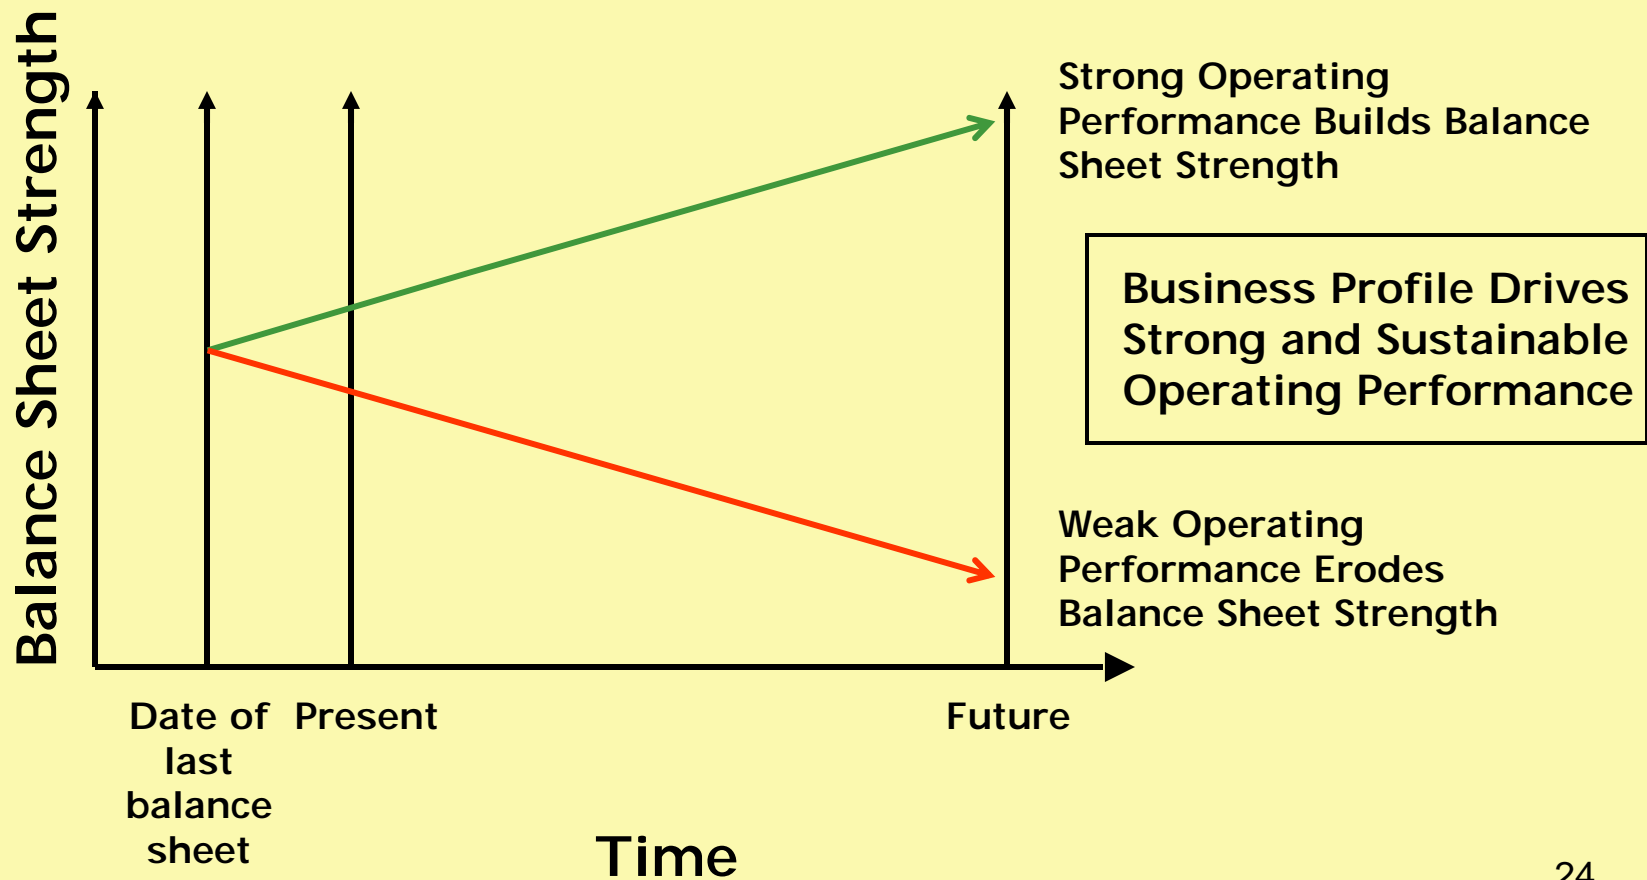 Balance Sheet Strength
Strong Operating
Performance Builds Balance
Sheet Strength
Business Profile Drives
Strong and Sustainable
Operating Performance
Weak Operating
Performance Erodes
Balance Sheet Strength
Date of
last
balance
sheet
Present
Future
Time
24